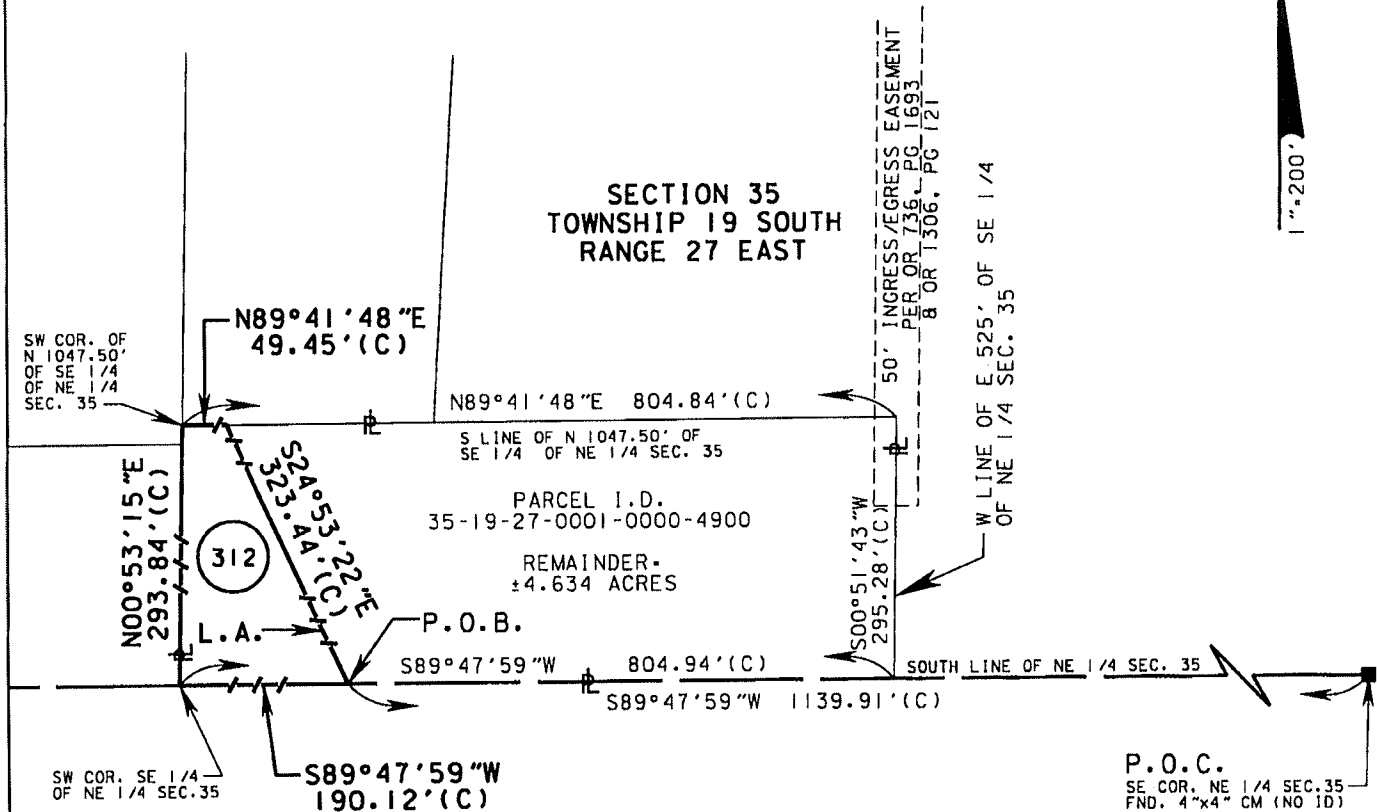 SECTION 35
TOWNSHIP 19 SOUTH
RANGE 27 EAST
50' INGRESS/EGRESS EASEMENT
PER OR 736, PG 1693
& OR 1306, PG 121
W LINE OF E 525' OF SE 1/4
OF NE 1/4 SEC. 35
1"=200'
SW COR. OF
N 1047.50'
OF SE 1/4
OF NE 1/4
SEC. 35
N89°41'48"E
49.45'(C)
N89°41'48"E 804.84'(C)
PL
S LINE OF N 1047.50' OF
SE 1/4 OF NE 1/4 SEC. 35
PL
N00°53'15"E
293.84'(C)
312
S24°53'22"E
323.44'(C)
PARCEL I.D.
35-19-27-0001-0000-4900
REMAINDER=
±4.634 ACRES
S00°51'43"W
295.28'(C)
L.A.
P.O.B.
PL
S89°47'59"W 804.94'(C)
PL
SOUTH LINE OF NE 1/4 SEC. 35
S89°47'59"W 1139.91'(C)
SW COR. SE 1/4
OF NE 1/4 SEC.35
S89°47'59"W
190.12'(C)
P.O.C.
SE COR. NE 1/4 SEC.35
FND. 4"x4" CM (NO ID)